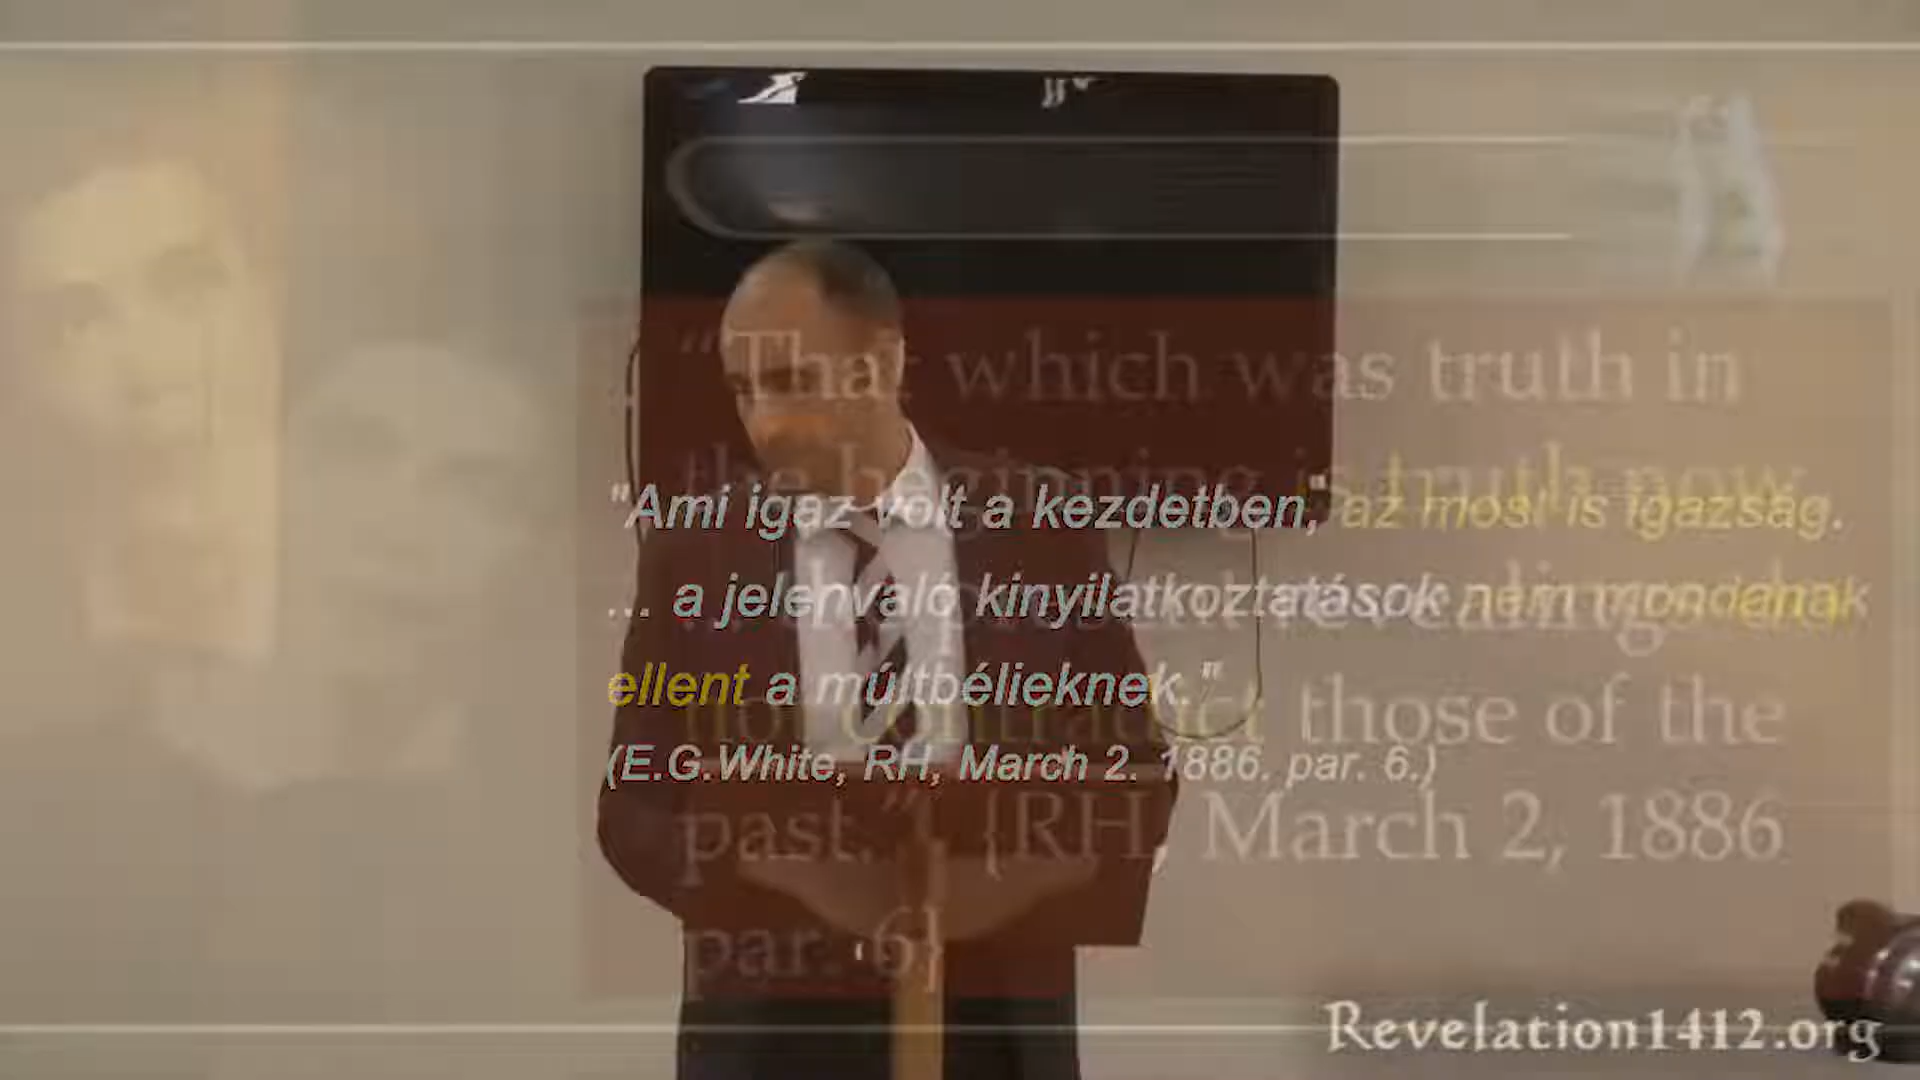 “That which was truth in
the beginning is truth now
"Ami igaz volt a kezdetben," az most is igazság.
... a jelenvaló kinyilatkoztatások nem mondanak
revealings do
ellent a múltbélieknek."
not contradict those of the
(E.G.White, RH, March 2. 1886. par. 6.)
past.” {RH, March 2, 1886
par. 6}
Revelation1412.org